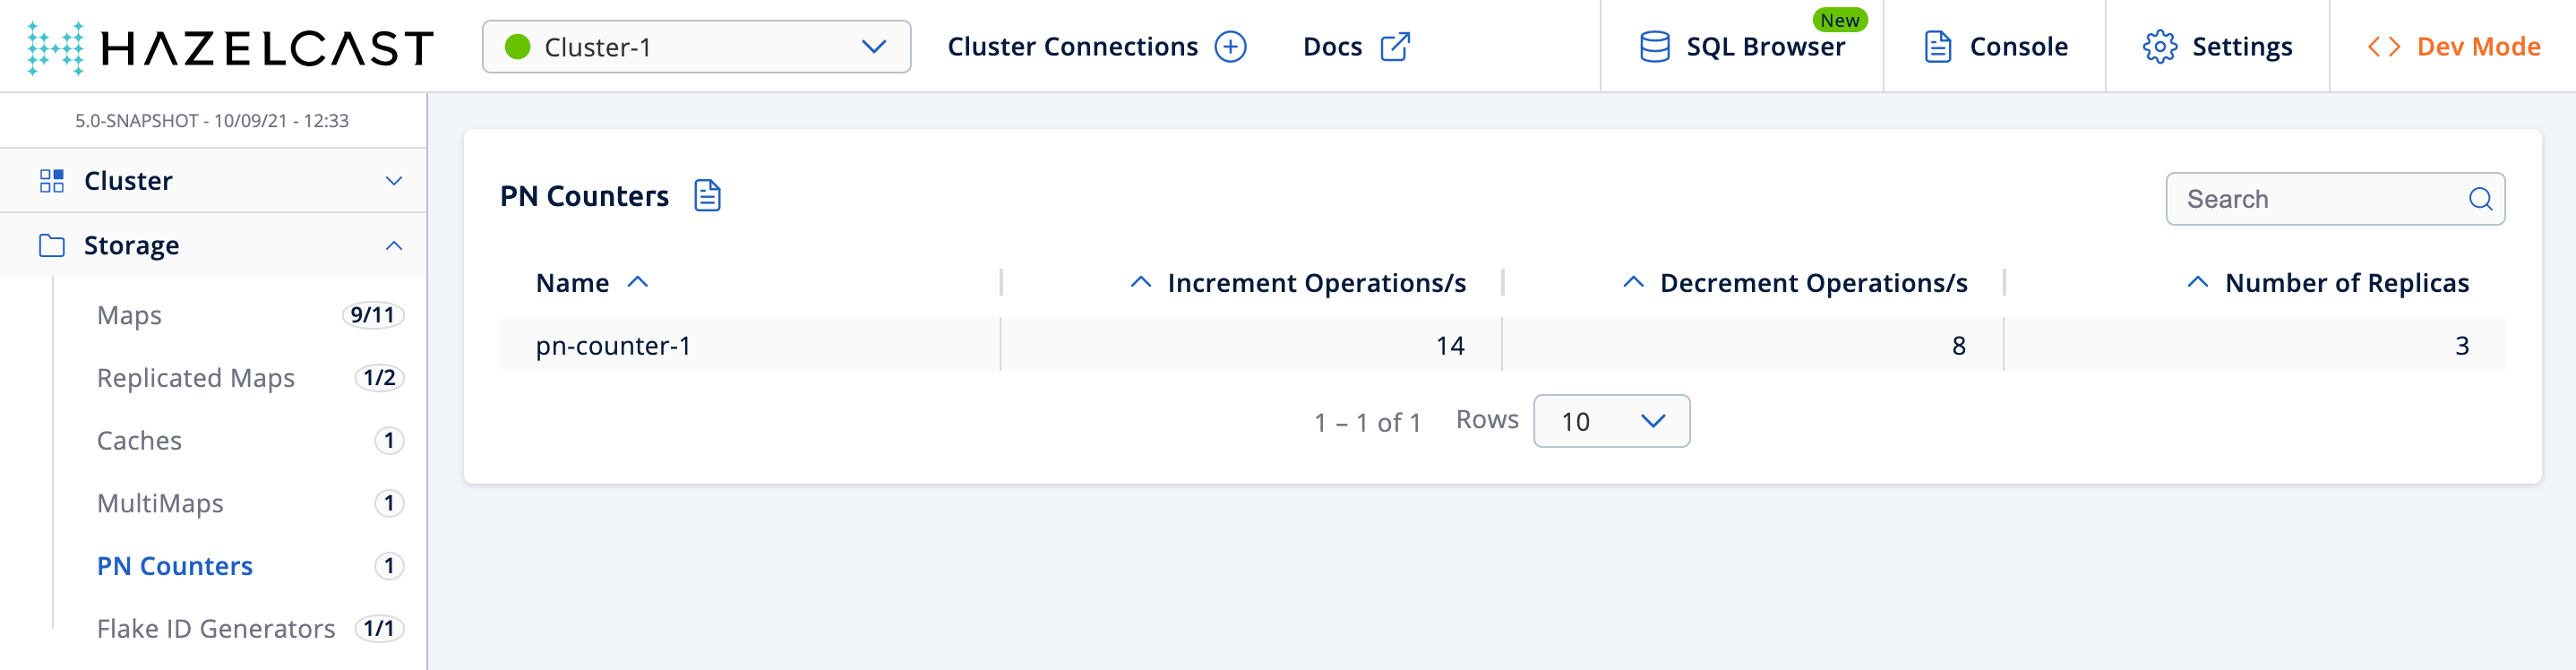 HAZELCAST
Cluster-1
Cluster Connections
Docs
SQL Browser
New
Console
Settings
Dev Mode
5.0-SNAPSHOT - 10/09/21 - 12:33
Cluster
Storage
Maps 9/11
Replicated Maps 1/2
Caches 1
MultiMaps 1
PN Counters 1
Flake ID Generators 1/1
PN Counters
Search
Name Increment Operations/s Decrement Operations/s Number of Replicas
pn-counter-1 14 8 3
1 – 1 of 1 Rows 10